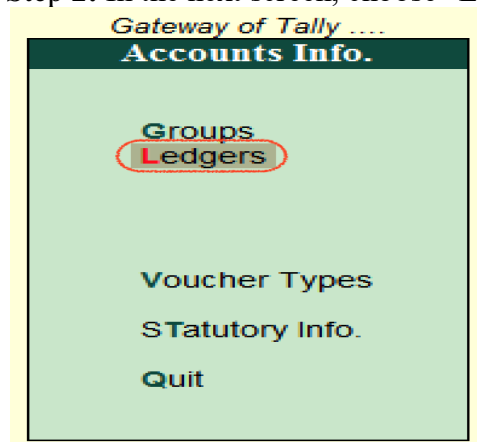 Gateway of Tally ....
Accounts Info.
Groups
Ledgers
Voucher Types
STatutory Info.
Quit